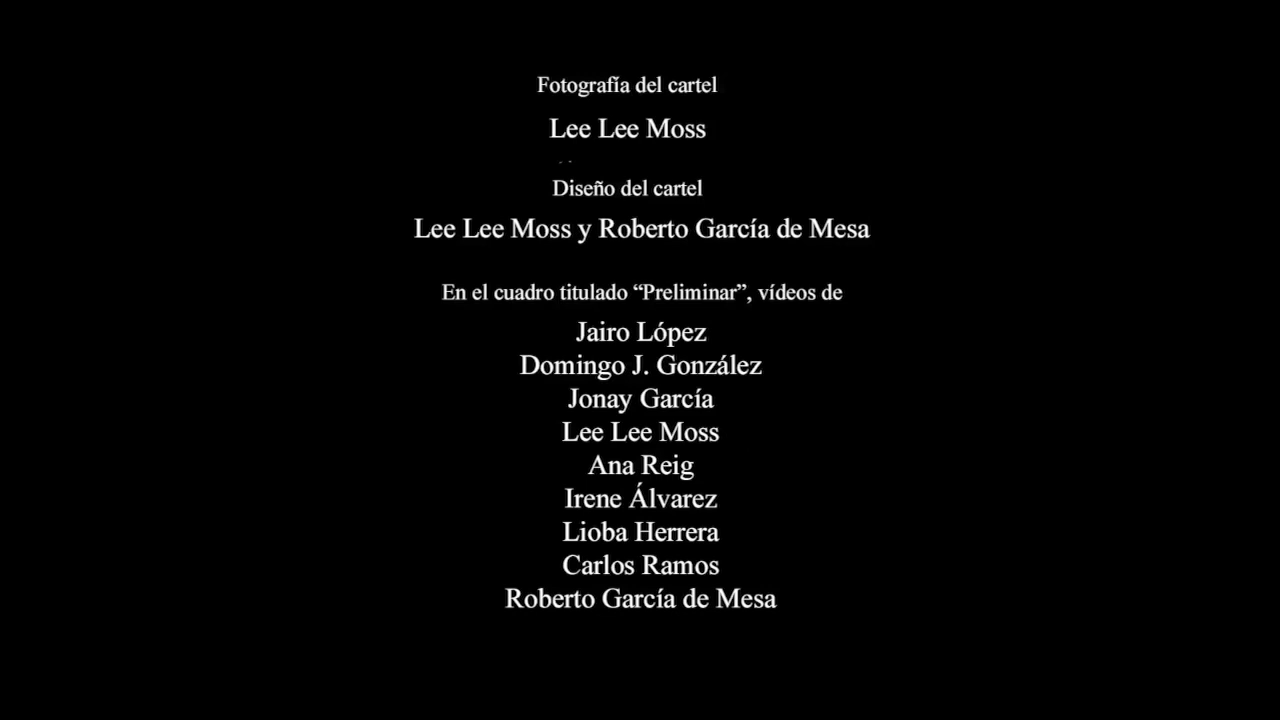 Fotografía del cartel
Lee Lee Moss
Diseño del cartel
Lee Lee Moss y Roberto García de Mesa
En el cuadro titulado “Preliminar”, vídeos de
Jairo López
Domingo J. González
Jonay García
Lee Lee Moss
Ana Reig
Irene Álvarez
Lioba Herrera
Carlos Ramos
Roberto García de Mesa